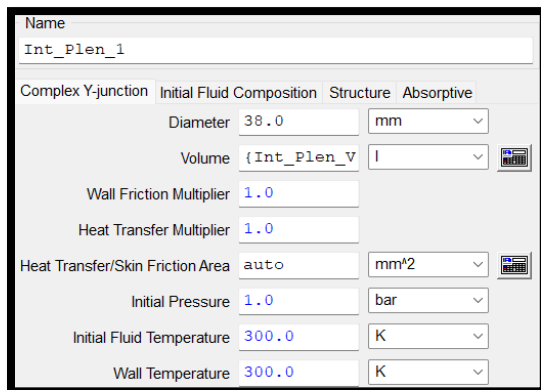 Name
Int_Plen_1
Complex Y-junction Initial Fluid Composition Structure Absorptive
Diameter 38.0 mm
Volume {Int_Plen_V l
Wall Friction Multiplier 1.0
Heat Transfer Multiplier 1.0
Heat Transfer/Skin Friction Area auto mm^2
Initial Pressure 1.0 bar
Initial Fluid Temperature 300.0 K
Wall Temperature 300.0 K